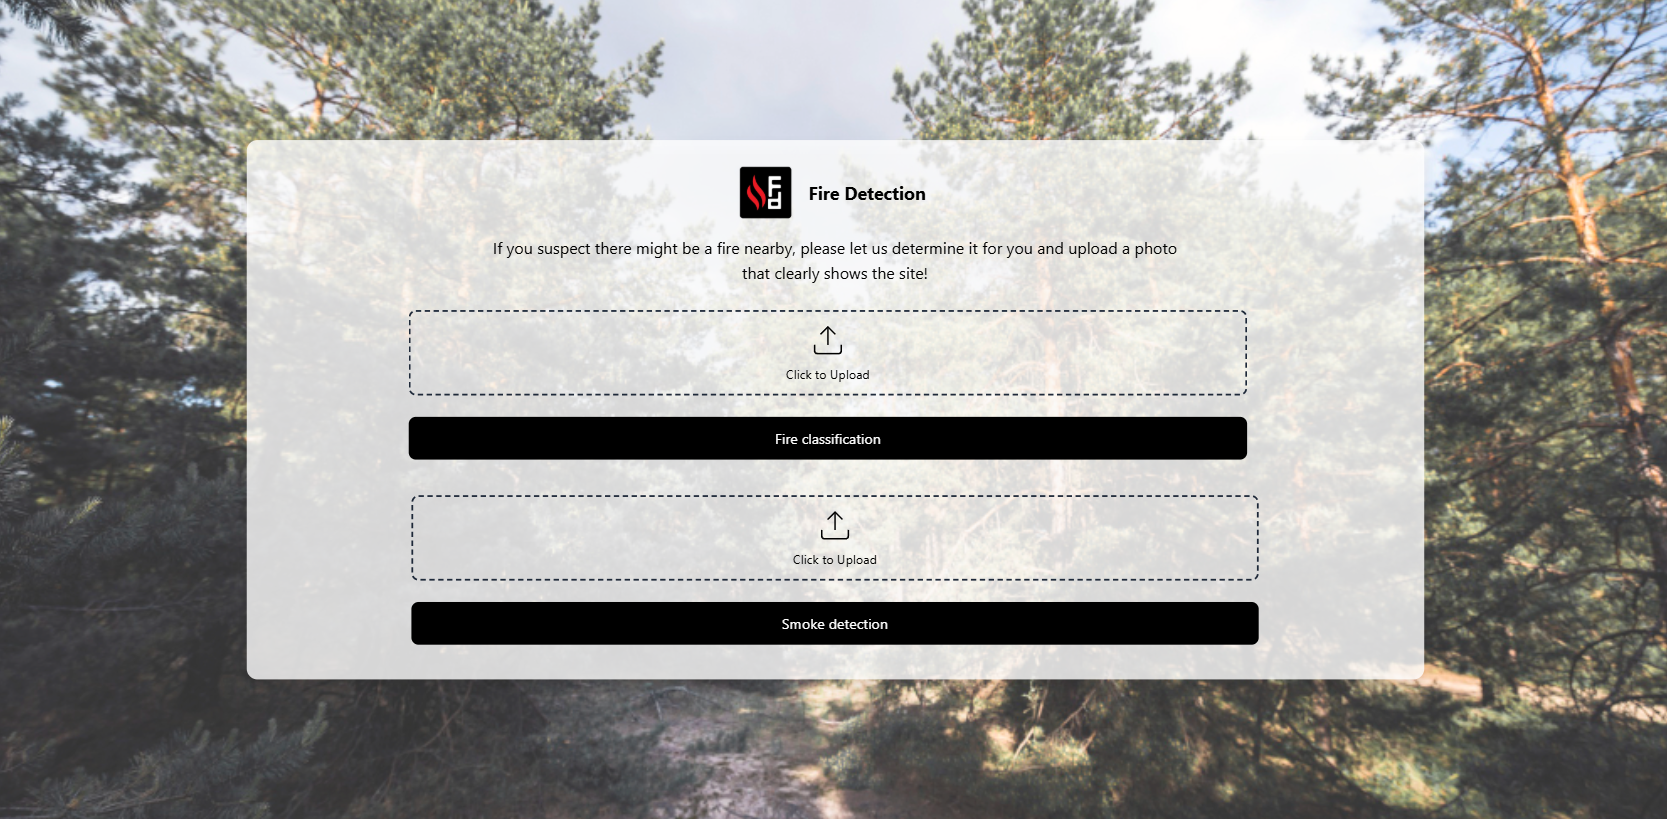 Fd
Fire Detection
If you suspect there might be a fire nearby, please let us determine it for you and upload a photo
that clearly shows the site!
Click to Upload
Fire classification
Click to Upload
Smoke detection